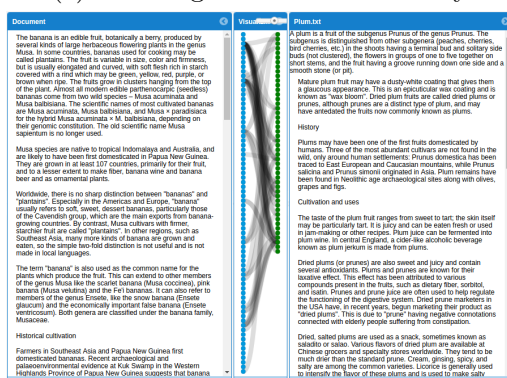 Document
The banana is an edible fruit, botanically a berry, produced by
several kinds of large herbaceous flowering plants in the genus
Musa. In some countries, bananas used for cooking may be
called plantains. The fruit is variable in size, color and firmness,
but is usually elongated and curved, with soft flesh rich in starch
covered with a rind which may be green, yellow, red, purple, or
brown when ripe. The fruits grow in clusters hanging from the top
of the plant. Almost all modern edible parthenocarpic (seedless)
bananas come from two wild species – Musa acuminata and
Musa balbisiana. The scientific names of most cultivated bananas
are Musa acuminata, Musa balbisiana, and Musa × paradisiaca
for the hybrid Musa acuminata × M. balbisiana, depending on
their genomic constitution. The old scientific name Musa
sapientum is no longer used.
Musa species are native to tropical Indomalaya and Australia, and
are likely to have been first domesticated in Papua New Guinea.
They are grown in at least 107 countries, primarily for their fruit,
and to a lesser extent to make fiber, banana wine and banana
beer and as ornamental plants.
Worldwide, there is no sharp distinction between "bananas" and
"plantains". Especially in the Americas and Europe, "banana"
usually refers to soft, sweet, dessert bananas, particularly those
of the Cavendish group, which are the main exports from banana-
growing countries. By contrast, Musa cultivars with firmer,
starchier fruit are called "plantains". In other regions, such as
Southeast Asia, many more kinds of banana are grown and
eaten, so the simple two-fold distinction is not useful and is not
made in local languages.
The term "banana" is also used as the common name for the
plants which produce the fruit. This can extend to other members
of the genus Musa like the scarlet banana (Musa coccinea), pink
banana (Musa velutina) and the Fe'i bananas. It can also refer to
members of the genus Ensete, like the snow banana (Ensete
glaucum) and the economically important false banana (Ensete
ventricosum). Both genera are classified under the banana family,
Musaceae.
Historical cultivation
Farmers in Southeast Asia and Papua New Guinea first
domesticated bananas. Recent archaeological and
palaeoenvironmental evidence at Kuk Swamp in the Western
Highlands Province of Papua New Guinea suggests that banana
Plum.txt
A plum is a fruit of the subgenus Prunus of the genus Prunus. The
subgenus is distinguished from other subgenera (peaches, cherries,
bird cherries, etc.) in the shoots having a terminal bud and solitary side
buds (not clustered), the flowers in groups of one to five together on
short stems, and the fruit having a groove running down one side and a
smooth stone (or pit).
Mature plum fruit may have a dusty-white coating that gives them
a glaucous appearance. This is an epicuticular wax coating and is
known as "wax bloom". Dried plum fruits are called dried plums or
prunes, although prunes are a distinct type of plum, and may
have antedated the fruits now commonly known as plums.
History
Plums may have been one of the first fruits domesticated by
humans. Three of the most abundant cultivars are not found in the
wild, only around human settlements: Prunus domestica has been
traced to East European and Caucasian mountains, while Prunus
salicina and Prunus simonii originated in Asia. Plum remains have
been found in Neolithic age archaeological sites along with olives,
grapes and figs.
Cultivation and uses
The taste of the plum fruit ranges from sweet to tart; the skin itself
may be particularly tart. It is juicy and can be eaten fresh or used
in jam-making or other recipes. Plum juice can be fermented into
plum wine. In central England, a cider-like alcoholic beverage
known as plum jerkum is made from plums.
Dried plums (or prunes) are also sweet and juicy and contain
several antioxidants. Plums and prunes are known for their
laxative effect. This effect has been attributed to various
compounds present in the fruits, such as dietary fiber, sorbitol,
and isatin. Prunes and prune juice are often used to help regulate
the functioning of the digestive system. Dried prune marketers in
the USA have, in recent years, begun marketing their product as
"dried plums". This is due to "prune" having negative connotations
connected with elderly people suffering from constipation.
Dried, salted plums are used as a snack, sometimes known as
saladito or salao. Various flavors of dried plum are available at
Chinese grocery and specialty stores worldwide. They tend to be
much drier than the standard prune. Cream, ginsing, spicy, and
salty are among the common varieties. Licorice is generally used
to intensify the flavor of these plums and is used to make salty